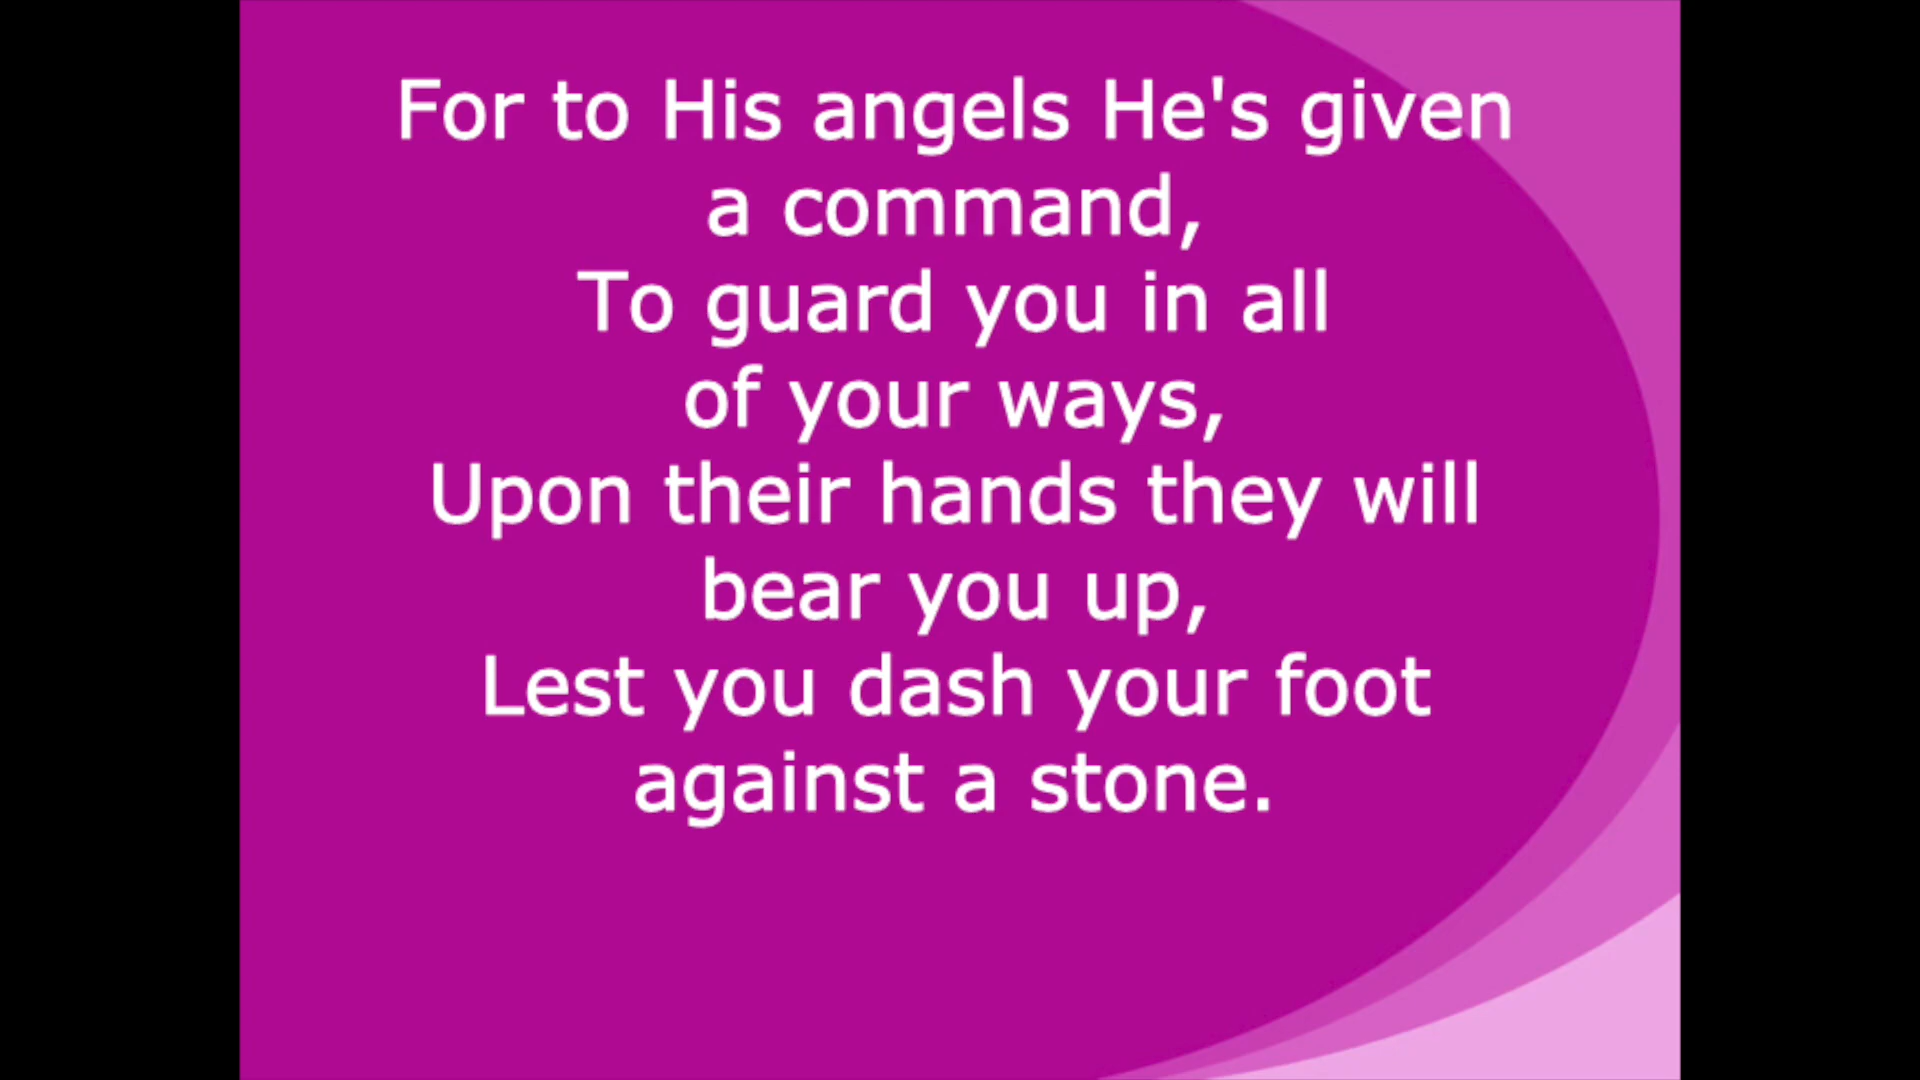 For to His angels He's given
a command,
To guard you in all
of your ways,
Upon their hands they will
bear you up,
Lest you dash your foot
against a stone.